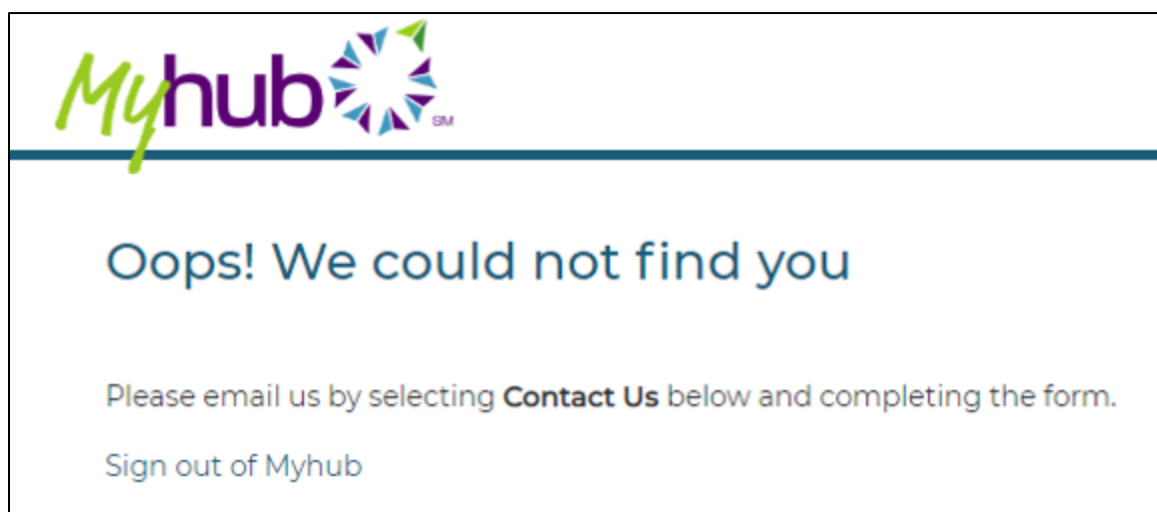 Myhub SM
Oops! We could not find you
Please email us by selecting Contact Us below and completing the form.
Sign out of Myhub